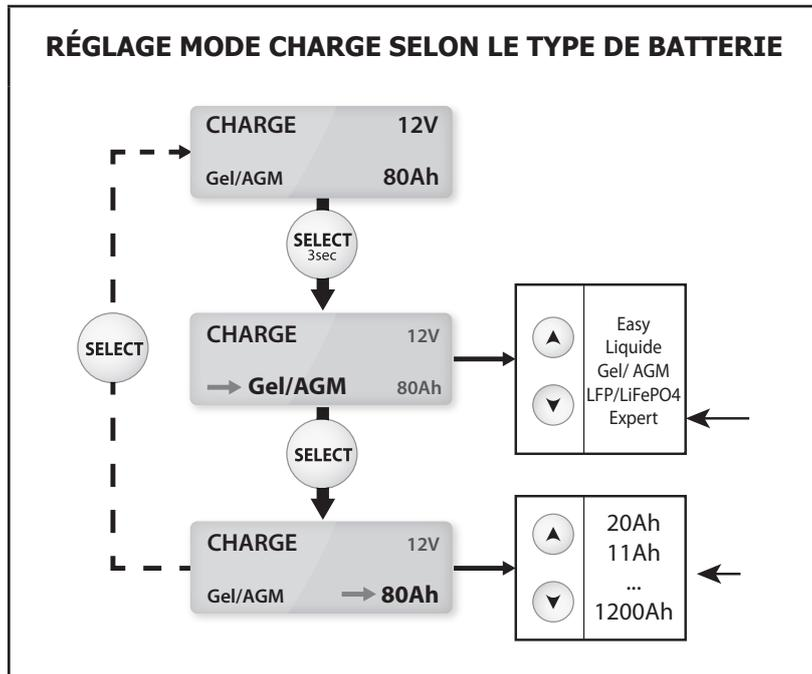 RÉGLAGE MODE CHARGE SELON LE TYPE DE BATTERIE
CHARGE 12V
Gel/AGM 80Ah
SELECT
3sec
CHARGE 12V
Gel/AGM 80Ah
Easy
Liquide
Gel/ AGM
LFP/LiFePO4
Expert
SELECT
SELECT
CHARGE 12V
Gel/AGM 80Ah
20Ah
11Ah
...
1200Ah